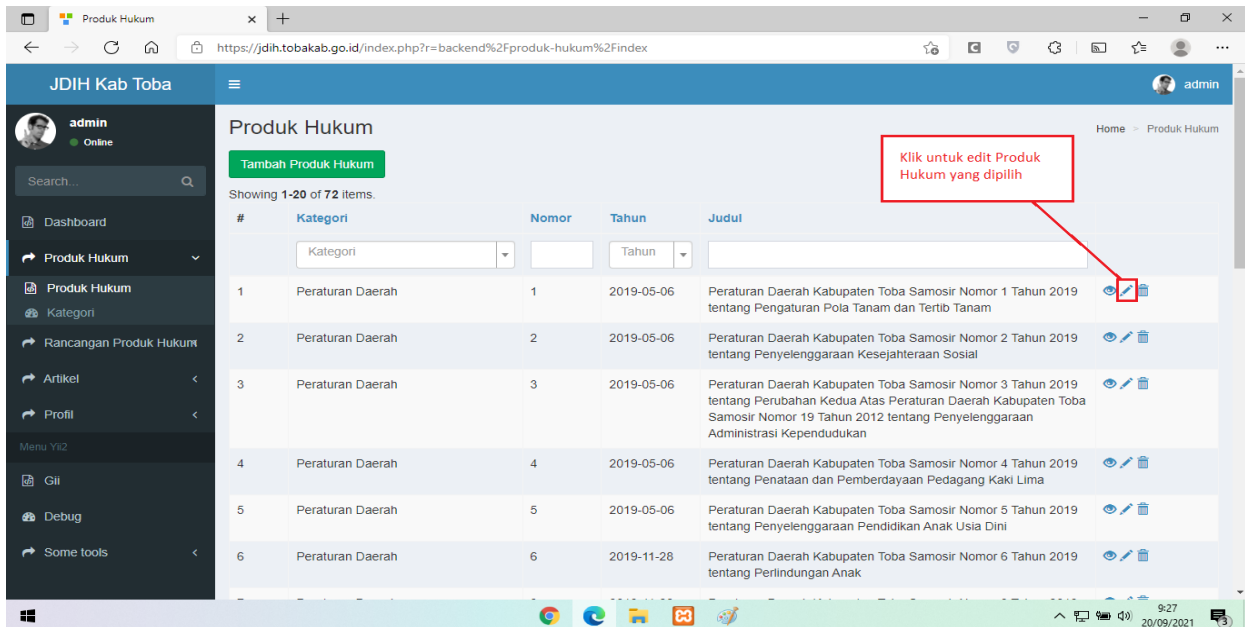 Produk Hukum
https://jdih.tobakab.go.id/index.php?r=backend%2Fproduk-hukum%2Findex
JDIH Kab Toba
admin
admin
Online
Search...
Dashboard
Produk Hukum
Produk Hukum
Kategori
Rancangan Produk Hukum
Artikel
Profil
Menu Yii2
Gii
Debug
Some tools
Produk Hukum
Home > Produk Hukum
Tambah Produk Hukum
Klik untuk edit Produk
Hukum yang dipilih
Showing 1-20 of 72 items.
# Kategori Nomor Tahun Judul
Kategori Tahun
1 Peraturan Daerah 1 2019-05-06 Peraturan Daerah Kabupaten Toba Samosir Nomor 1 Tahun 2019
tentang Pengaturan Pola Tanam dan Tertib Tanam
2 Peraturan Daerah 2 2019-05-06 Peraturan Daerah Kabupaten Toba Samosir Nomor 2 Tahun 2019
tentang Penyelenggaraan Kesejahteraan Sosial
3 Peraturan Daerah 3 2019-05-06 Peraturan Daerah Kabupaten Toba Samosir Nomor 3 Tahun 2019
tentang Perubahan Kedua Atas Peraturan Daerah Kabupaten Toba
Samosir Nomor 19 Tahun 2012 tentang Penyelenggaraan
Administrasi Kependudukan
4 Peraturan Daerah 4 2019-05-06 Peraturan Daerah Kabupaten Toba Samosir Nomor 4 Tahun 2019
tentang Penataan dan Pemberdayaan Pedagang Kaki Lima
5 Peraturan Daerah 5 2019-05-06 Peraturan Daerah Kabupaten Toba Samosir Nomor 5 Tahun 2019
tentang Penyelenggaraan Pendidikan Anak Usia Dini
6 Peraturan Daerah 6 2019-11-28 Peraturan Daerah Kabupaten Toba Samosir Nomor 6 Tahun 2019
tentang Perlindungan Anak
9:27
20/09/2021